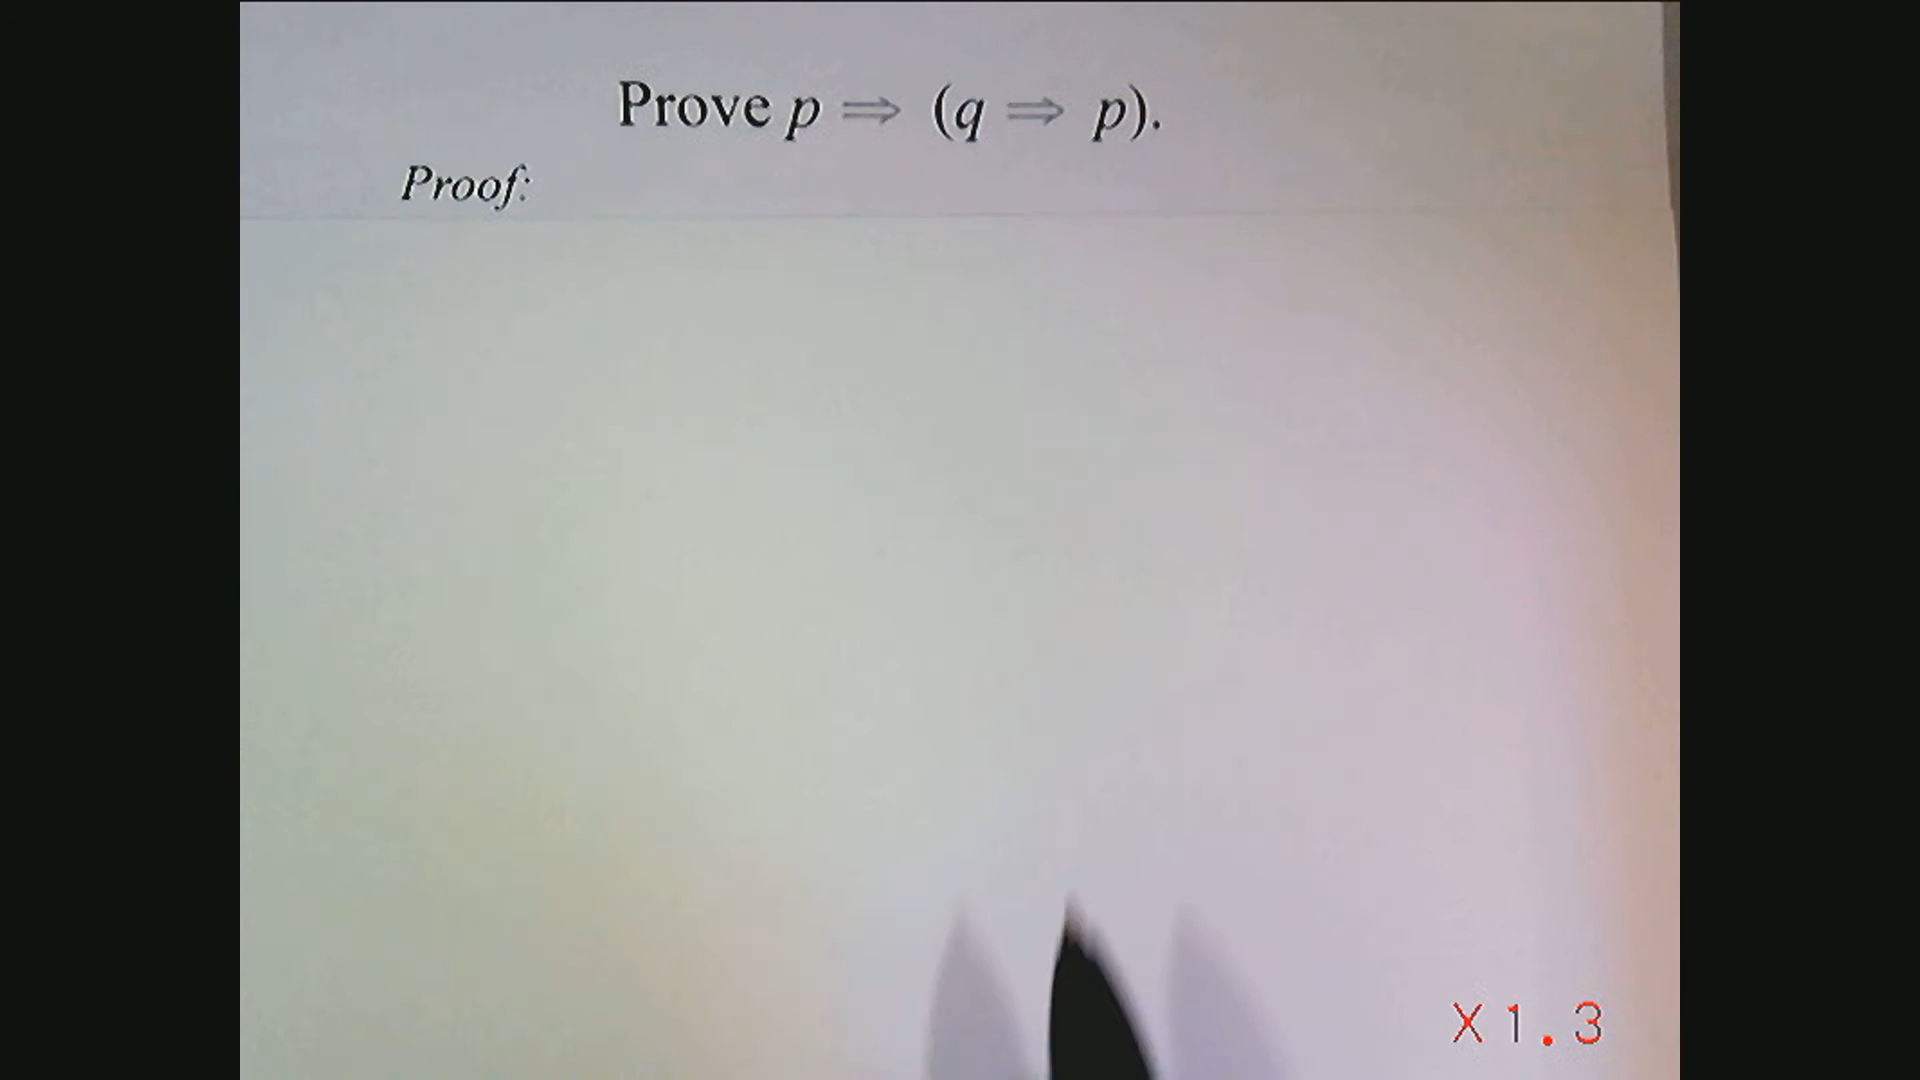 Prove p ⇒ (q ⇒ p).
Proof:
X1.3